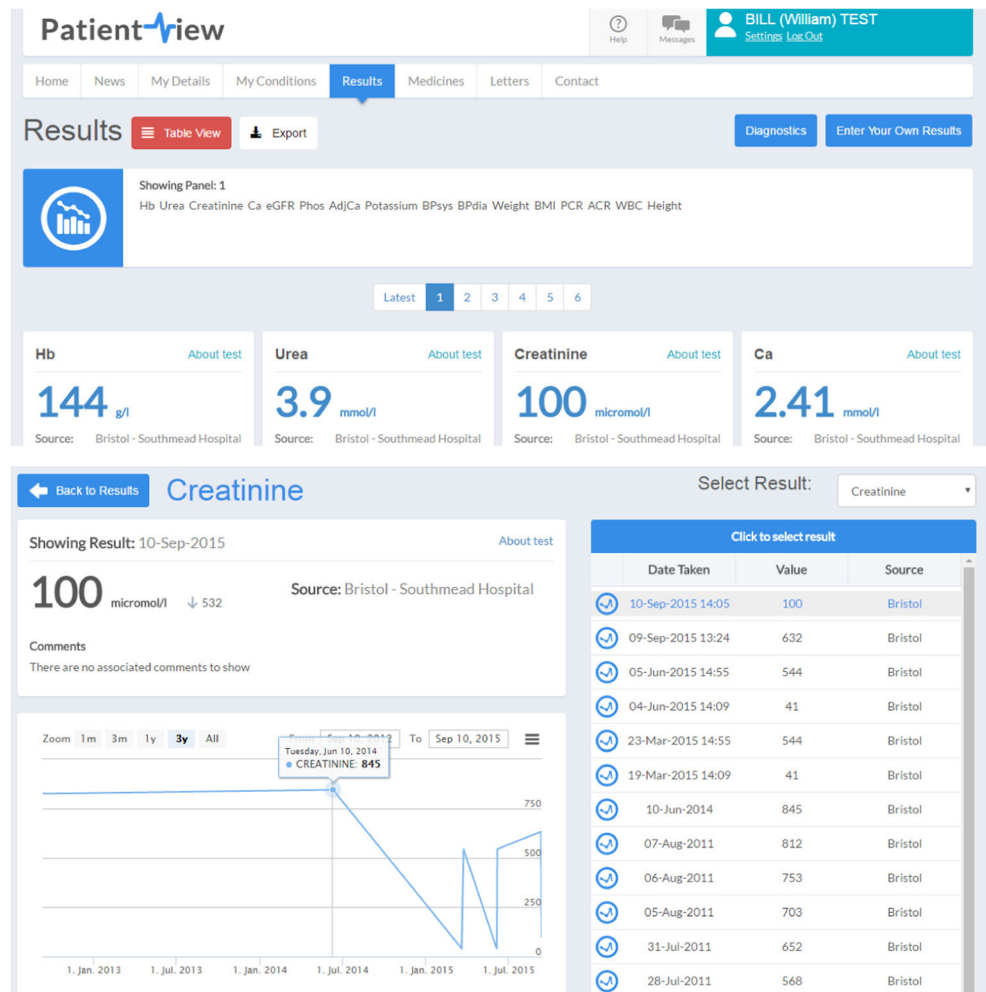 Patient View
Help
Messages
BILL (William) TEST
Settings Log Out
Home News My Details My Conditions Results Medicines Letters Contact
Results Table View Export Diagnostics Enter Your Own Results
Showing Panel: 1
Hb Urea Creatinine Ca eGFR Phos AdjCa Potassium BPsys BPdia Weight BMI PCR ACR WBC Height
Latest 1 2 3 4 5 6
Hb About test Urea About test Creatinine About test Ca About test
144 g/l 3.9 mmol/l 100 micromol/l 2.41 mmol/l
Source: Bristol - Southmead Hospital Source: Bristol - Southmead Hospital Source: Bristol - Southmead Hospital Source: Bristol - Southmead Hospital
Back to Results Creatinine Select Result: Creatinine
Showing Result: 10-Sep-2015 About test
100 micromol/l ↓ 532 Source: Bristol - Southmead Hospital
Comments
There are no associated comments to show
Click to select result
Date Taken Value Source
10-Sep-2015 14:05 100 Bristol
09-Sep-2015 13:24 632 Bristol
05-Jun-2015 14:55 544 Bristol
04-Jun-2015 14:09 41 Bristol
23-Mar-2015 14:55 544 Bristol
19-Mar-2015 14:09 41 Bristol
10-Jun-2014 845 Bristol
07-Aug-2011 812 Bristol
06-Aug-2011 753 Bristol
05-Aug-2011 703 Bristol
31-Jul-2011 652 Bristol
28-Jul-2011 568 Bristol
Zoom 1m 3m 1y 3y All From Sep 10, 2012 To Sep 10, 2015
Tuesday, Jun 10, 2014
CREATININE: 845
750
500
250
0
1. Jan. 2013 1. Jul. 2013 1. Jan. 2014 1. Jul. 2014 1. Jan. 2015 1. Jul. 2015